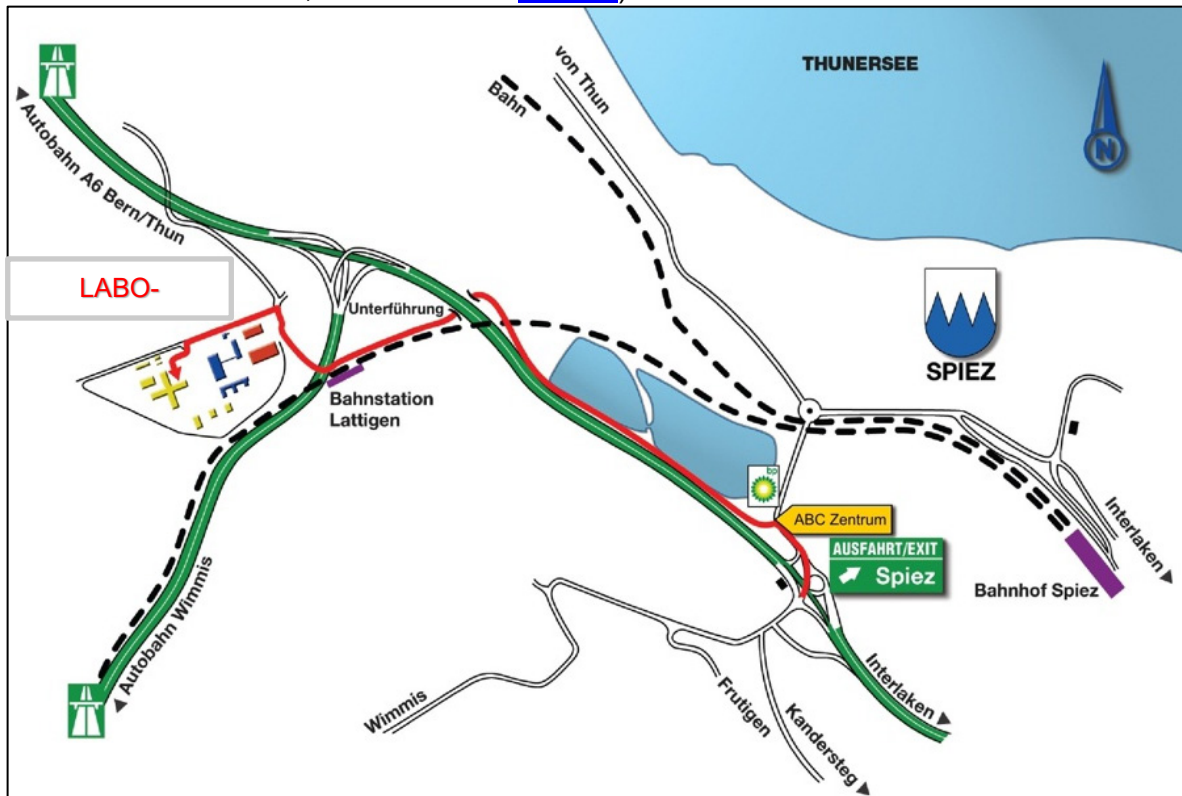 THUNERSEE
von Thun
Bahn
N
Autobahn A6 Bern/Thun
LABO-
Unterführung
SPIEZ
Bahnstation
Lattigen
bp
ABC Zentrum
AUSFAHRT/EXIT
Spiez
Interlaken
Bahnhof Spiez
Autobahn Wimmis
Wimmis
Frutigen
Kandersteg
Interlaken